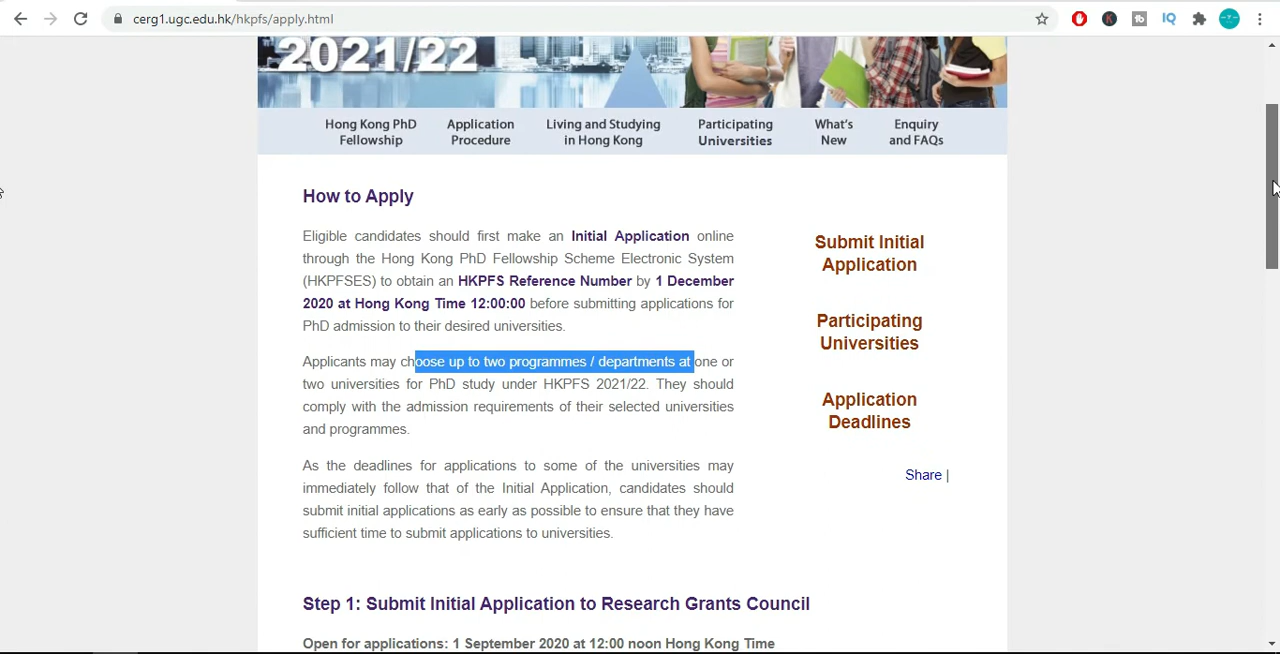 cerg1.ugc.edu.hk/hkpfs/apply.html
IQ
2021/22
Hong Kong PhD Fellowship
Application Procedure
Living and Studying in Hong Kong
Participating Universities
What's New
Enquiry and FAQs
How to Apply
Eligible candidates should first make an Initial Application online
through the Hong Kong PhD Fellowship Scheme Electronic System
(HKPFSES) to obtain an HKPFS Reference Number by 1 December
2020 at Hong Kong Time 12:00:00 before submitting applications for
PhD admission to their desired universities.
Applicants may choose up to two programmes / departments at one or
two universities for PhD study under HKPFS 2021/22. They should
comply with the admission requirements of their selected universities
and programmes.
As the deadlines for applications to some of the universities may
immediately follow that of the Initial Application, candidates should
submit initial applications as early as possible to ensure that they have
sufficient time to submit applications to universities.
Submit Initial
Application
Participating
Universities
Application
Deadlines
Share |
Step 1: Submit Initial Application to Research Grants Council
Open for applications: 1 September 2020 at 12:00 noon Hong Kong Time